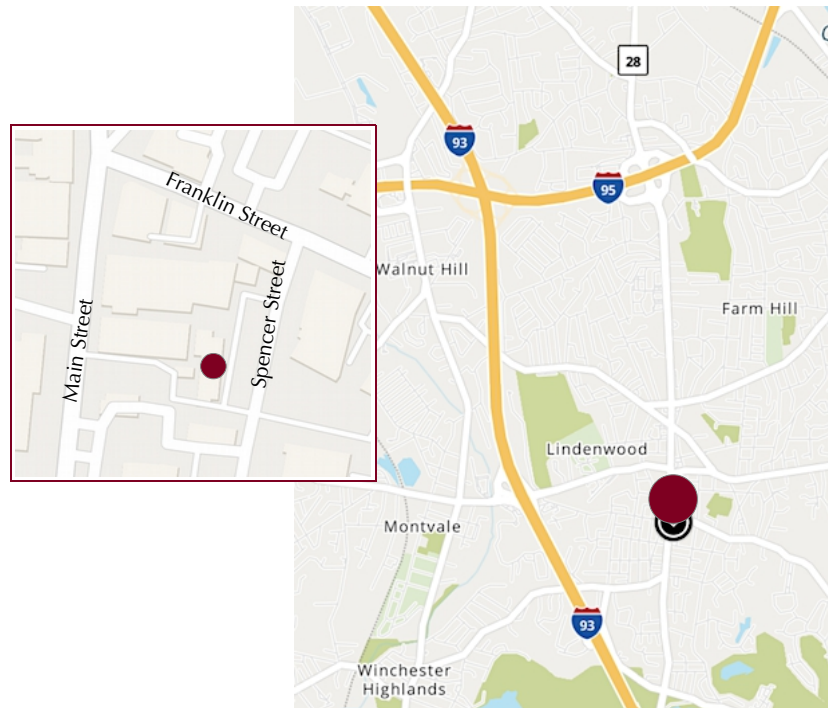 28
93
95
Franklin Street
Walnut Hill
Spencer Street
Main Street
Farm Hill
Lindenwood
Montvale
93
Winchester
Highlands